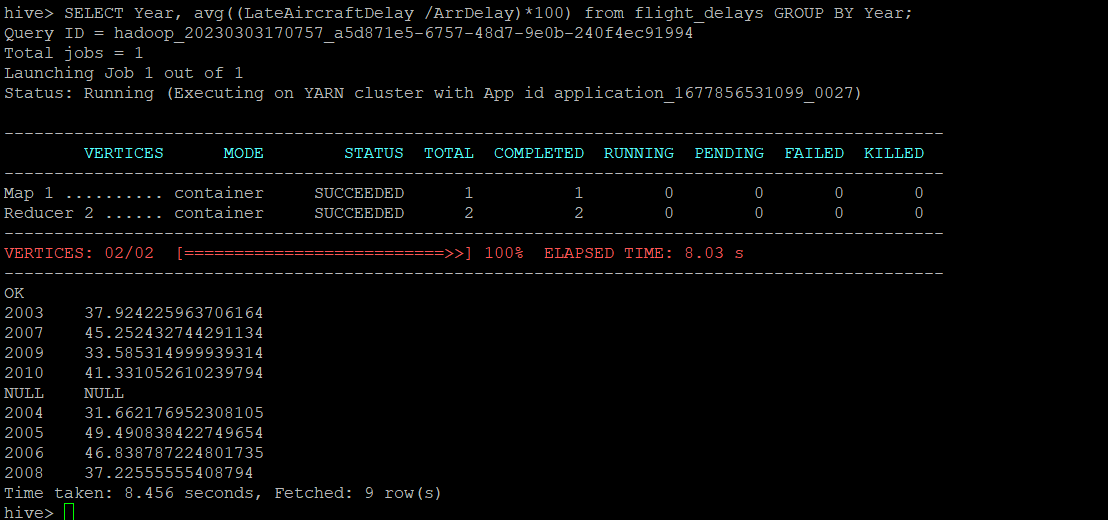 hive> SELECT Year, avg((LateAircraftDelay /ArrDelay)*100) from flight_delays GROUP BY Year;
Query ID = hadoop_20230303170757_a5d871e5-6757-48d7-9e0b-240f4ec91994
Total jobs = 1
Launching Job 1 out of 1
Status: Running (Executing on YARN cluster with App id application_1677856531099_0027)
----------------------------------------------------------------------------------------------
VERTICES MODE STATUS TOTAL COMPLETED RUNNING PENDING FAILED KILLED
----------------------------------------------------------------------------------------------
Map 1 .......... container SUCCEEDED 1 1 0 0 0 0
Reducer 2 ...... container SUCCEEDED 2 2 0 0 0 0
----------------------------------------------------------------------------------------------
VERTICES: 02/02 [==========================>>] 100% ELAPSED TIME: 8.03 s
----------------------------------------------------------------------------------------------
OK
2003 37.924225963706164
2007 45.252432744291134
2009 33.585314999939314
2010 41.331052610239794
NULL NULL
2004 31.662176952308105
2005 49.490838422749654
2006 46.838787224801735
2008 37.22555555408794
Time taken: 8.456 seconds, Fetched: 9 row(s)
hive>